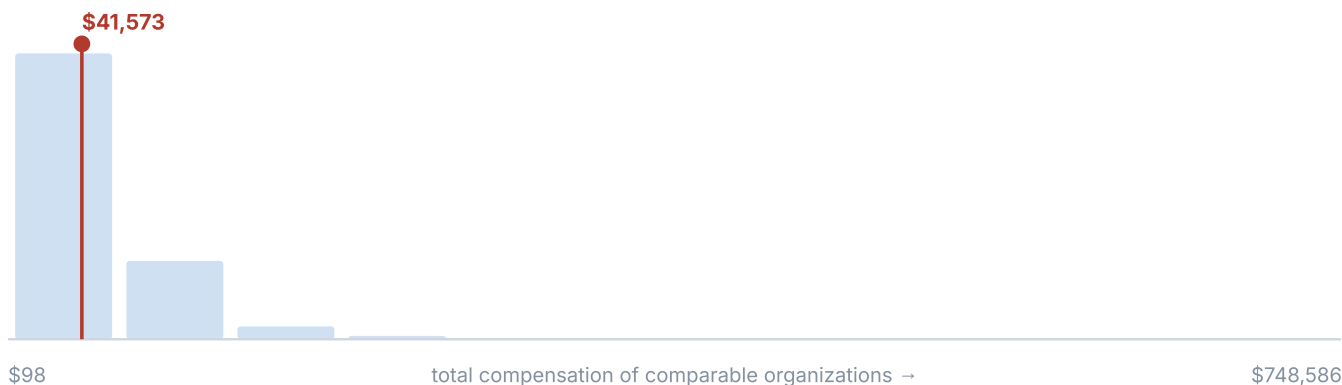 $41,573
$98
total compensation of comparable organizations →
$748,586